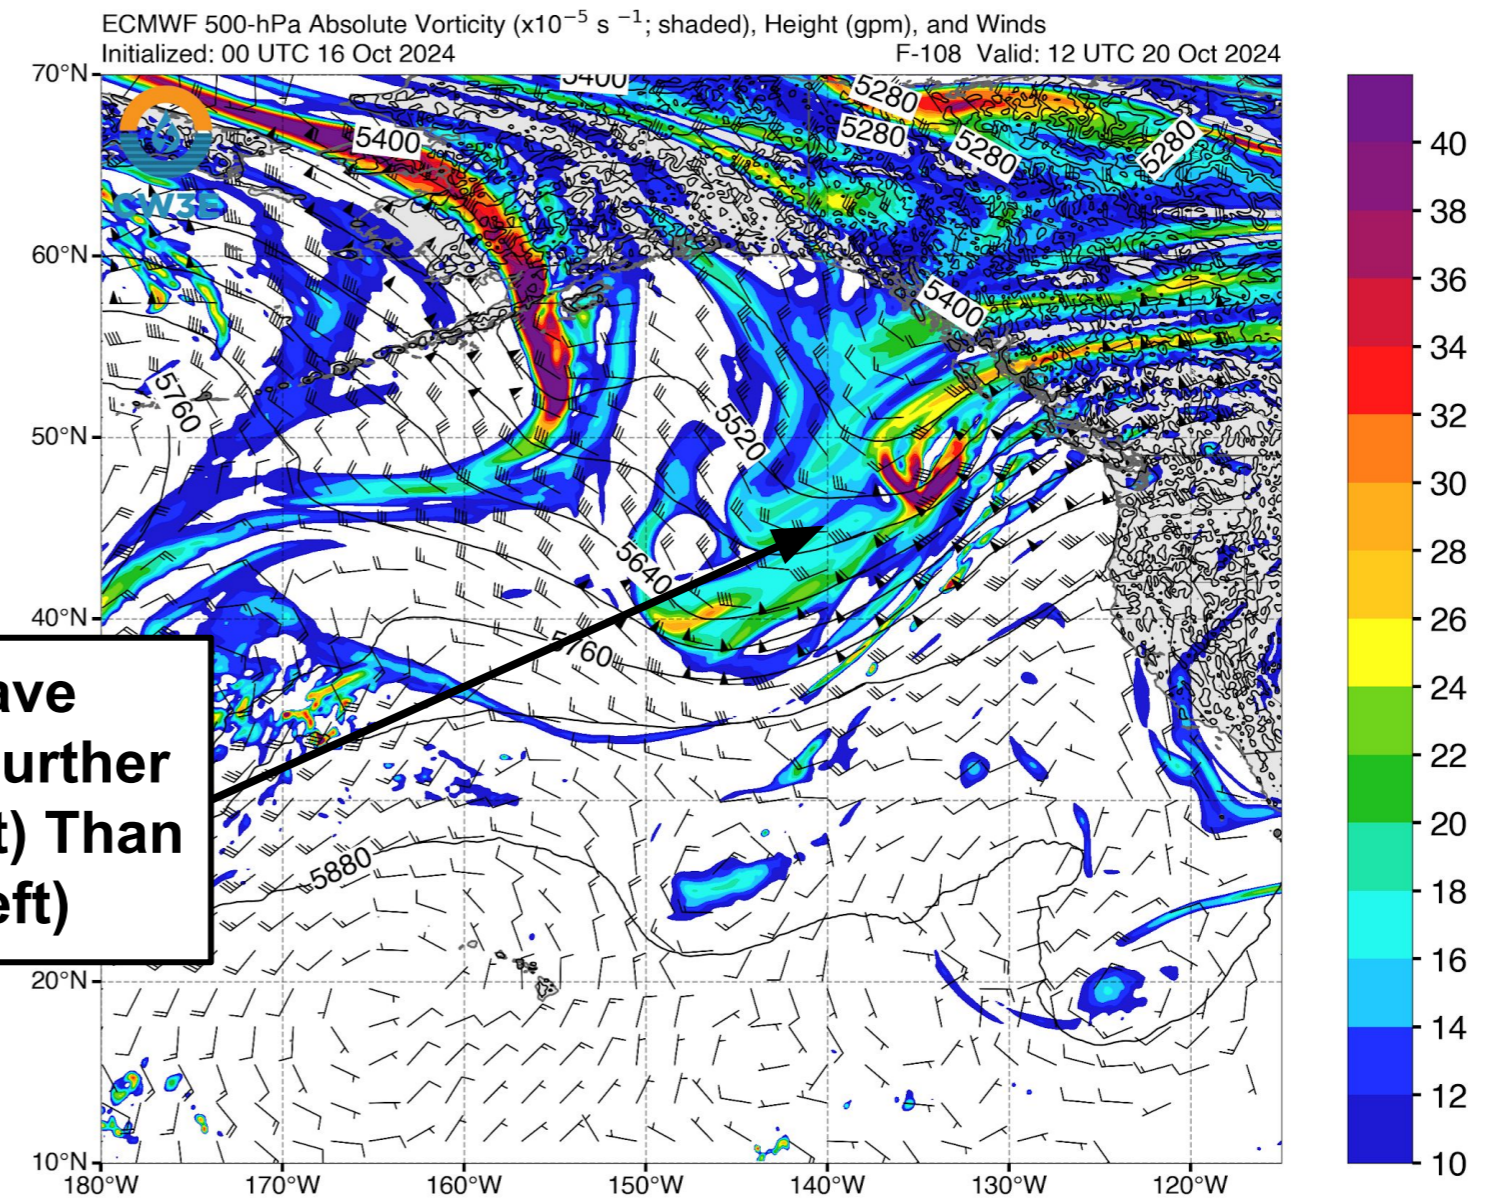 ECMWF 500-hPa Absolute Vorticity (x10⁻⁵ s ⁻¹; shaded), Height (gpm), and Winds
Initialized: 00 UTC 16 Oct 2024 F-108 Valid: 12 UTC 20 Oct 2024
70°N
60°N
50°N
40°N
20°N
10°N
180°W 170°W 160°W 150°W 140°W 130°W 120°W
CW3E
5400
5400
5280
5280
5280
5280
5400
5760
5520
5640
5760
5880
ave
urther
t) Than
eft)
40
38
36
34
32
30
28
26
24
22
20
18
16
14
12
10